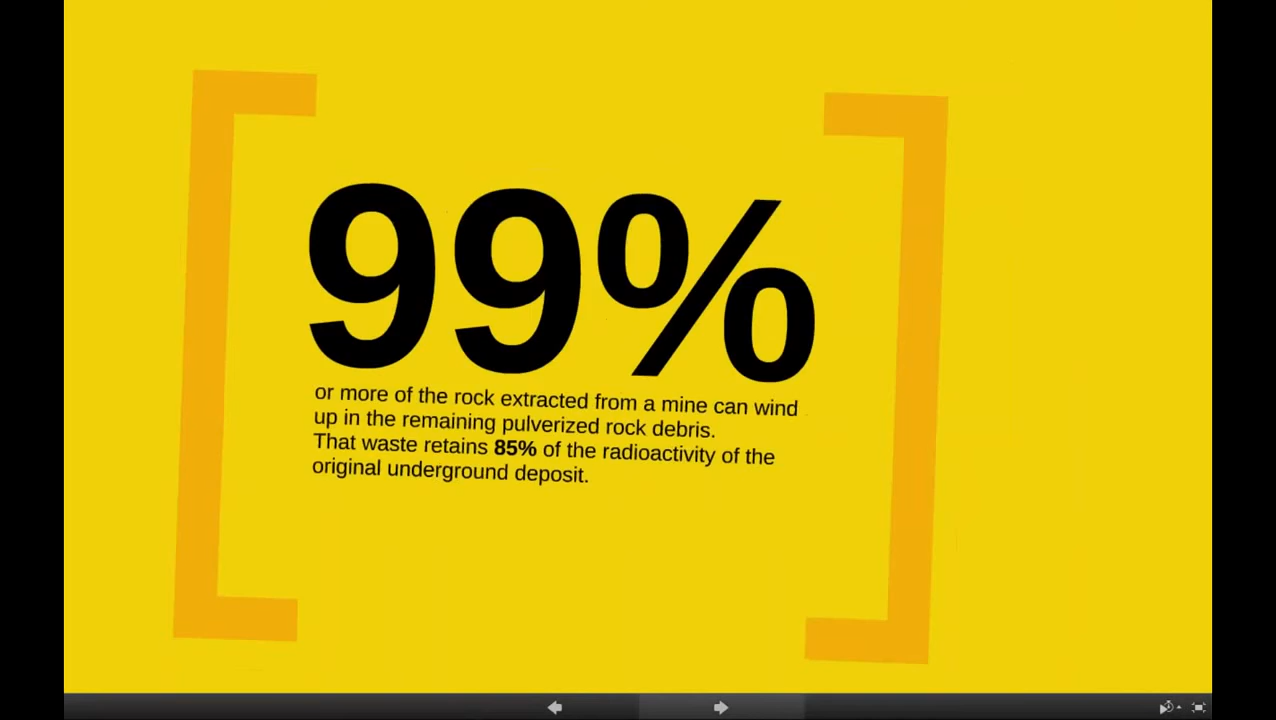 99%
or more of the rock extracted from a mine can wind
up in the remaining pulverized rock debris.
That waste retains 85% of the radioactivity of the
original underground deposit.